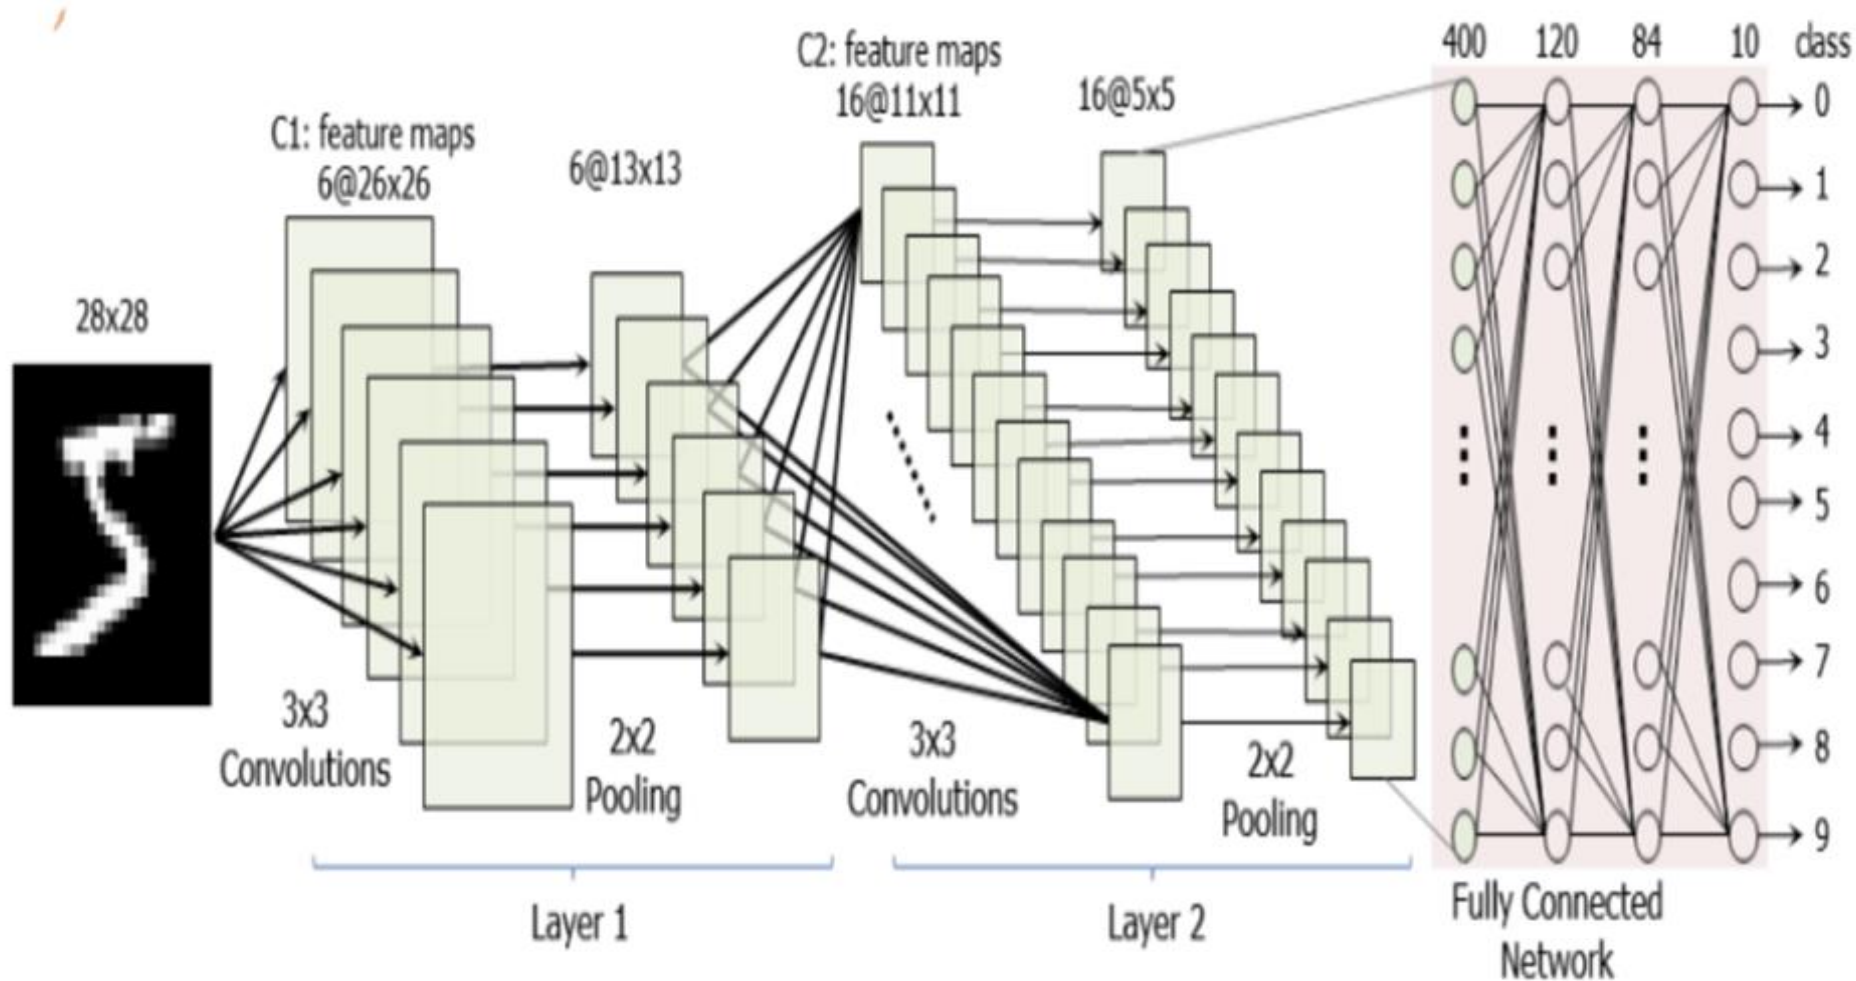 28x28
C1: feature maps
6@26x26
6@13x13
C2: feature maps
16@11x11
16@5x5
400 120 84 10 class
0
1
2
3
4
5
6
7
8
9
3x3
Convolutions
2x2
Pooling
3x3
Convolutions
2x2
Pooling
Layer 1
Layer 2
Fully Connected
Network